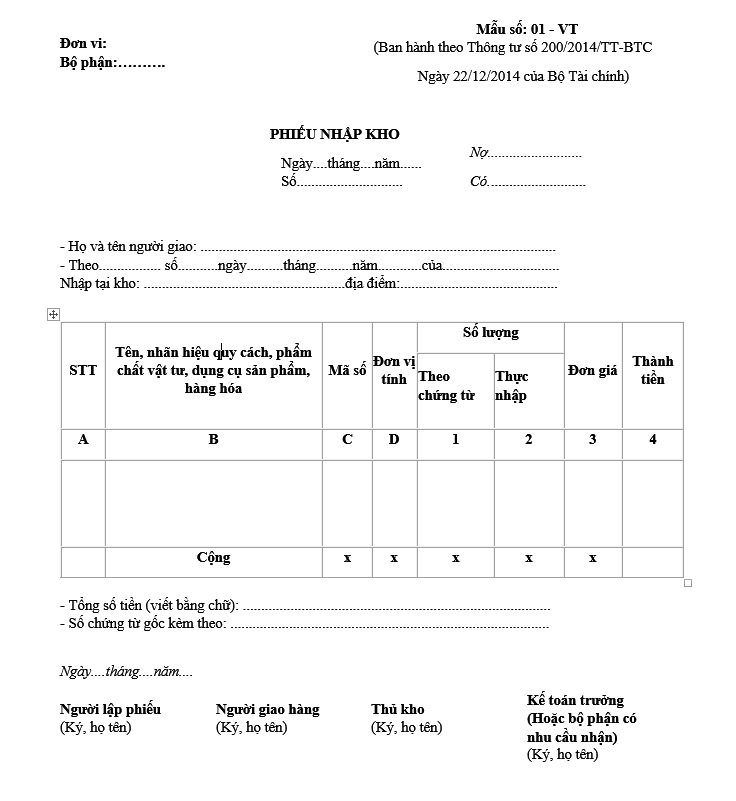 Đơn vi:
Bộ phận:……….
Mẫu số: 01 - VT
(Ban hành theo Thông tư số 200/2014/TT-BTC
Ngày 22/12/2014 của Bộ Tài chính)
PHIẾU NHẬP KHO
Ngày....tháng....năm......
Số..............................
Nợ..........................
Có............................
- Họ và tên người giao: ....................................................................................................
- Theo................. số...........ngày..........tháng..........năm............của.................................
Nhập tại kho: .........................................................địa điểm:............................................
STT
Tên, nhãn hiệu quy cách, phẩm
chất vật tư, dụng cụ sản phẩm,
hàng hóa
Mã số
Đơn vị
tính
Số lượng
Theo
chứng từ
Thực
nhập
Đơn giá
Thành
tiền
A B C D 1 2 3 4
Cộng x x x x x
- Tổng số tiền (viết bằng chữ): .......................................................................................
- Số chứng từ gốc kèm theo: ..........................................................................................
Ngày....tháng....năm....
Người lập phiếu
(Ký, họ tên)
Người giao hàng
(Ký, họ tên)
Thủ kho
(Ký, họ tên)
Kế toán trưởng
(Hoặc bộ phận có
nhu cầu nhận)
(Ký, họ tên)